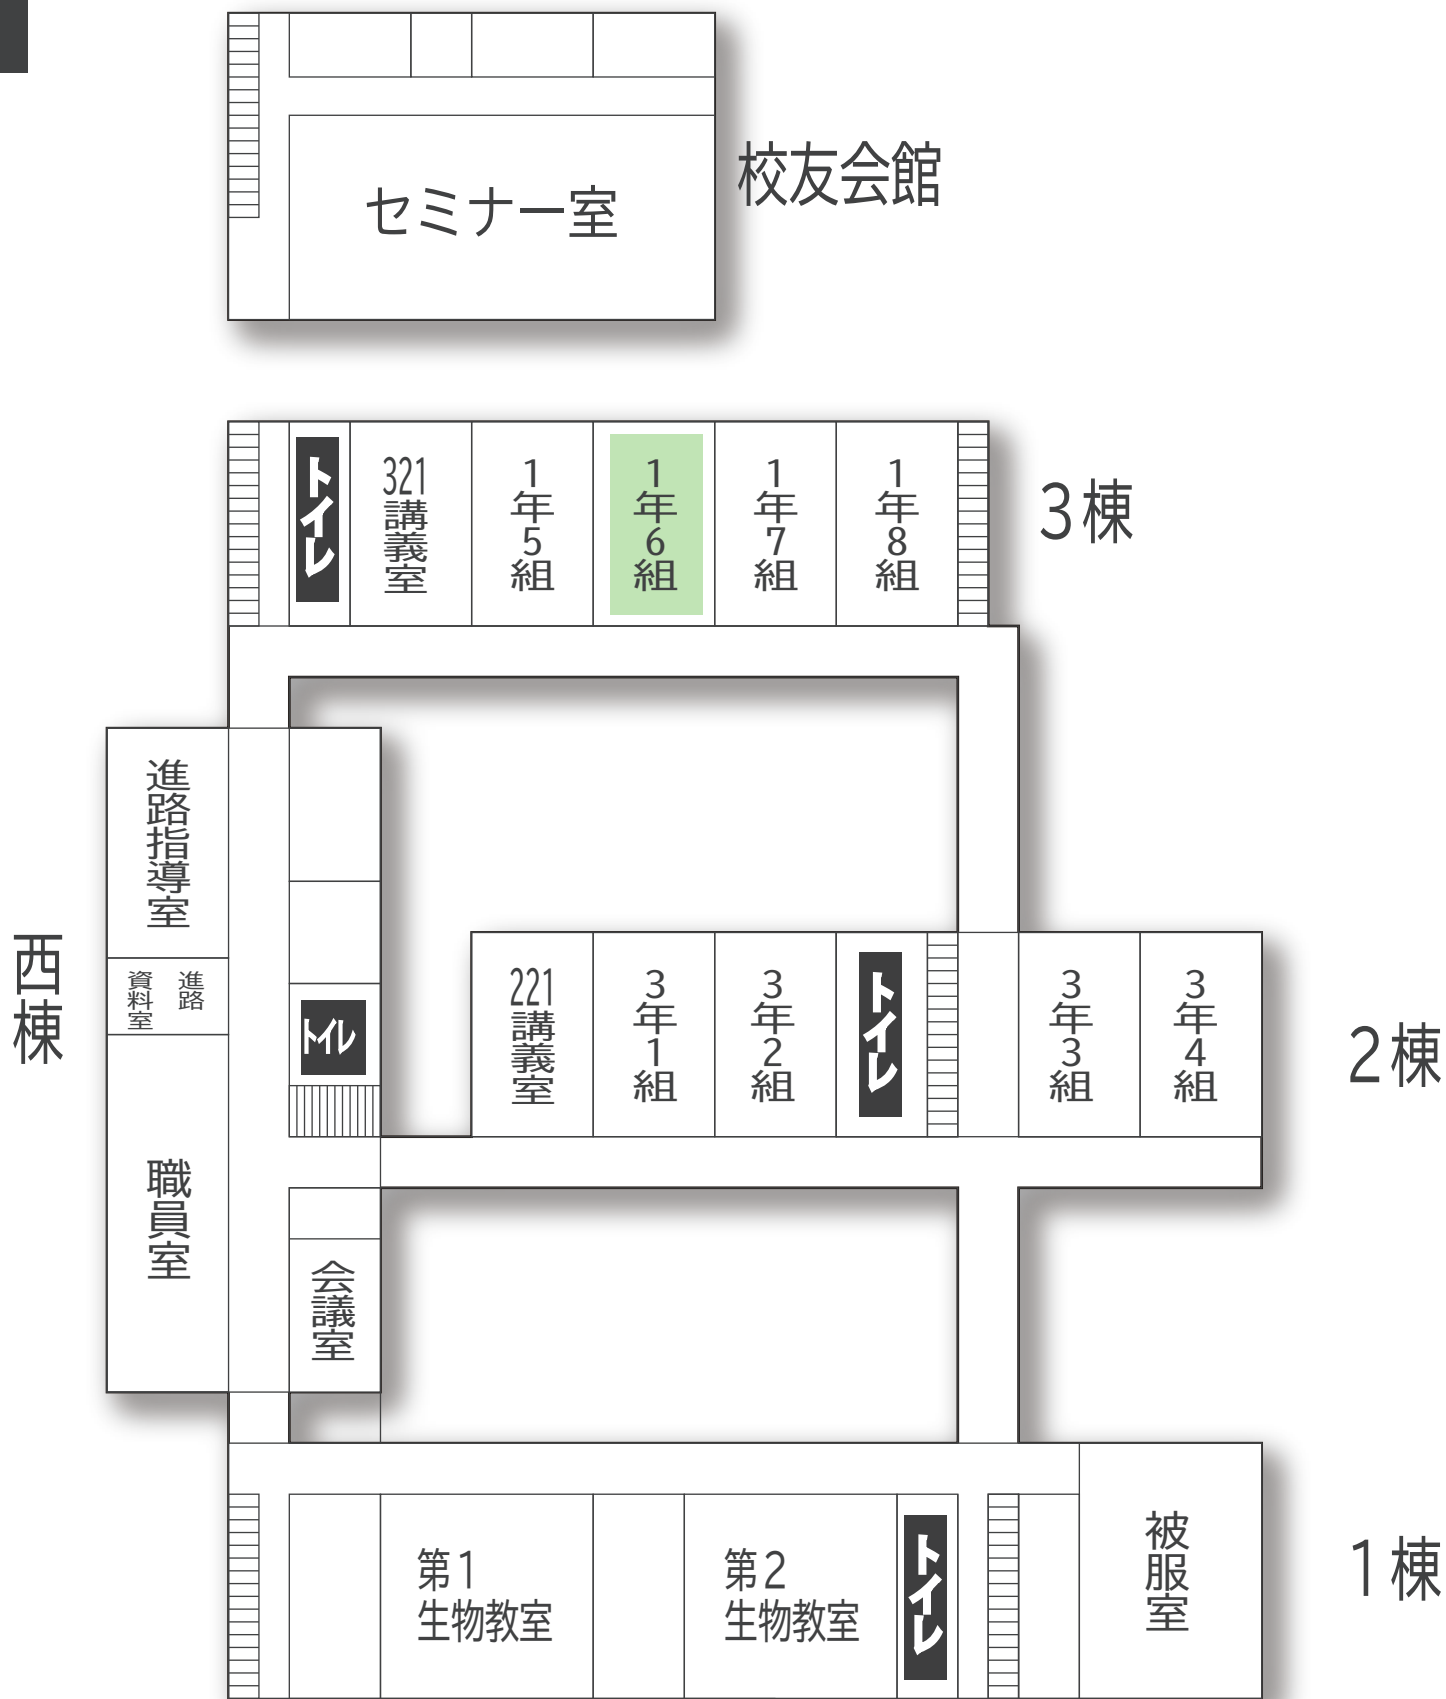 セミナー室
校友会館
トイレ
321講義室
１年５組
１年６組
１年７組
１年８組
３棟
進路指導室
進路
資料室
西棟
トイレ
職員室
会議室
221講義室
３年１組
３年２組
トイレ
３年３組
３年４組
２棟
第１
生物教室
第２
生物教室
トイレ
被服室
１棟